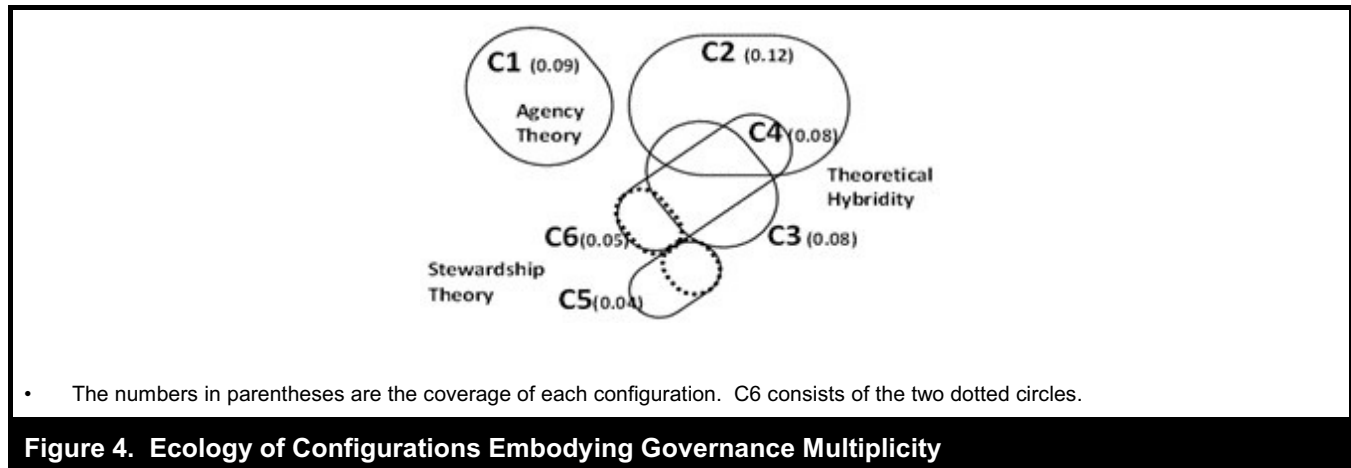 C1 (0.09)
C2 (0.12)
Agency
Theory
C4(0.08)
Theoretical
Hybridity
C6(0.05)
C3 (0.08)
Stewardship
Theory
C5(0.04)
• The numbers in parentheses are the coverage of each configuration. C6 consists of the two dotted circles.
Figure 4. Ecology of Configurations Embodying Governance Multiplicity